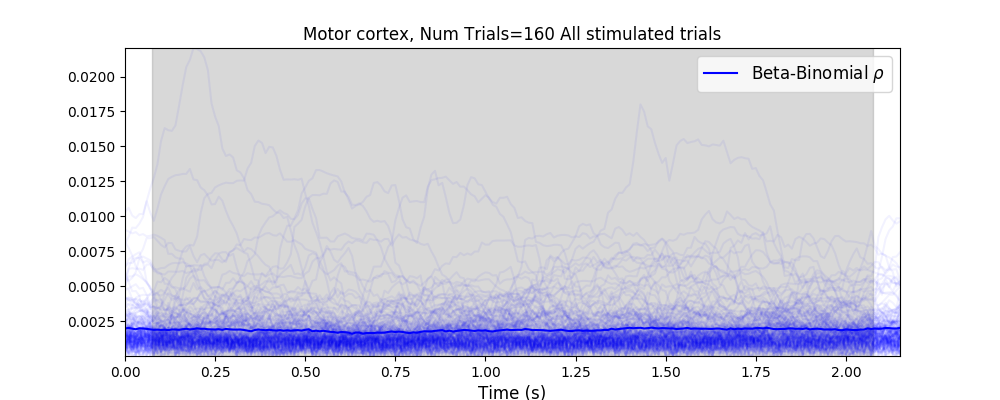 Motor cortex, Num Trials=160 All stimulated trials
Beta-Binomial ρ
0.0200
0.0175
0.0150
0.0125
0.0100
0.0075
0.0050
0.0025
0.00 0.25 0.50 0.75 1.00 1.25 1.50 1.75 2.00
Time (s)